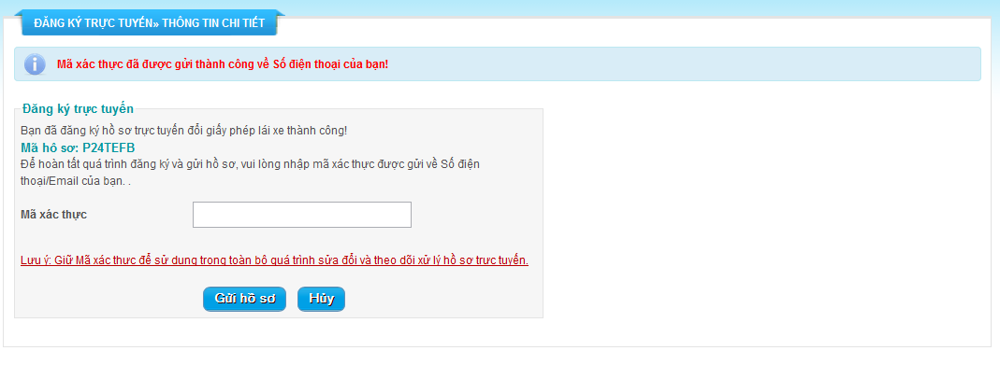 ĐĂNG KÝ TRỰC TUYẾN» THÔNG TIN CHI TIẾT
Mã xác thực đã được gửi thành công về Số điện thoại của bạn!
Đăng ký trực tuyến
Bạn đã đăng ký hồ sơ trực tuyến đổi giấy phép lái xe thành công!
Mã hồ sơ: P24TEFB
Để hoàn tất quá trình đăng ký và gửi hồ sơ, vui lòng nhập mã xác thực được gửi về Số điện
thoại/Email của bạn. .
Mã xác thực
Lưu ý: Giữ Mã xác thực để sử dụng trong toàn bộ quá trình sửa đổi và theo dõi xử lý hồ sơ trực tuyến.
Gửi hồ sơ
Hủy